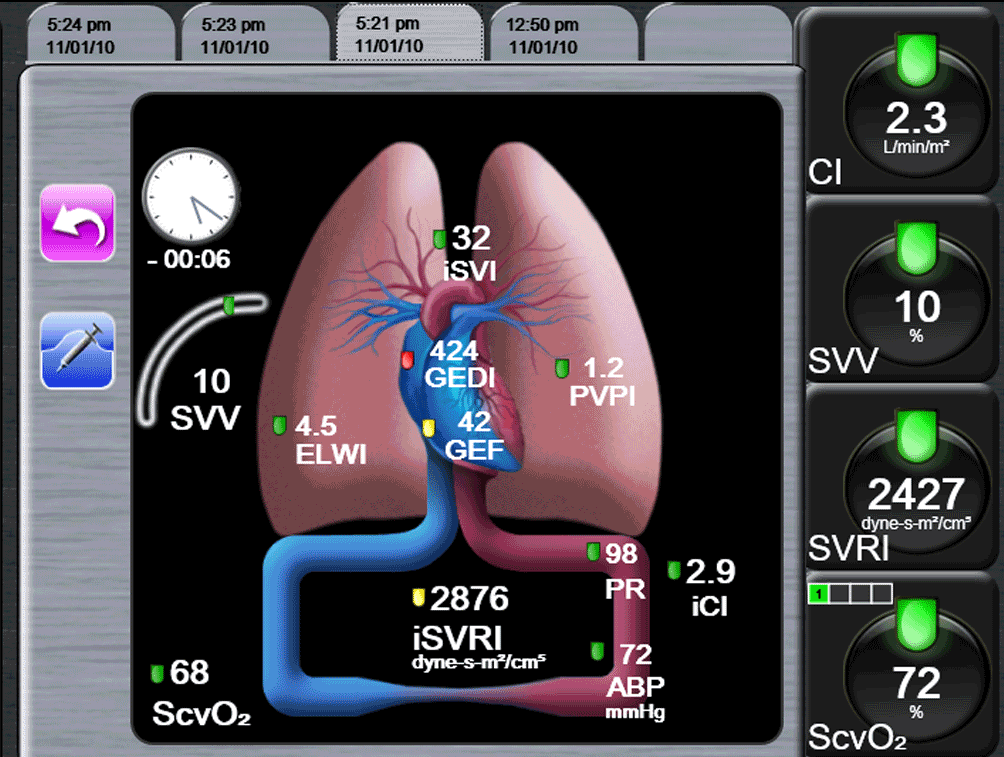 5:24 pm
11/01/10
5:23 pm
11/01/10
5:21 pm
11/01/10
12:50 pm
11/01/10
- 00:06
32
iSVI
424
GEDI
1.2
PVPI
10
SVV
4.5
ELWI
42
GEF
98
PR
2.9
iCI
2876
iSVRI
dyne-s-m²/cm⁵
72
ABP
mmHg
68
ScvO₂
2.3
L/min/m²
CI
10
%
SVV
2427
dyne-s-m²/cm⁵
SVRI
1
72
%
ScvO₂